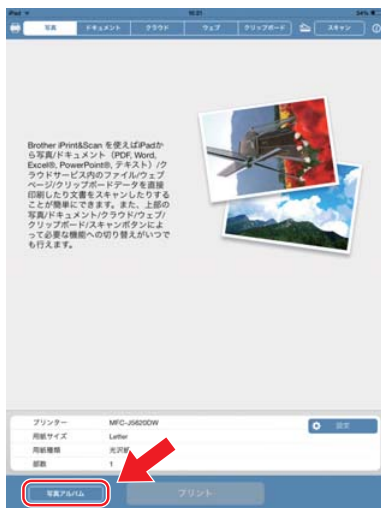 iPad
15:21
54%
写真
ドキュメント
クラウド
ウェブ
クリップボード
スキャン
Brother iPrint&Scan を使えばiPadか
ら写真/ドキュメント（PDF, Word,
Excel®, PowerPoint®, テキスト）/ク
ラウドサービス内のファイル/ウェブ
ページ/クリップボードデータを直接
印刷したり文書をスキャンしたりする
ことが簡単にできます。また、上部の
写真/ドキュメント/クラウド/ウェブ/
クリップボード/スキャンボタンによ
って必要な機能への切り替えがいつで
も行えます。
プリンター MFC-J5620DW
用紙サイズ Letter
用紙種類 光沢紙
部数 1
設定
写真アルバム
プリント